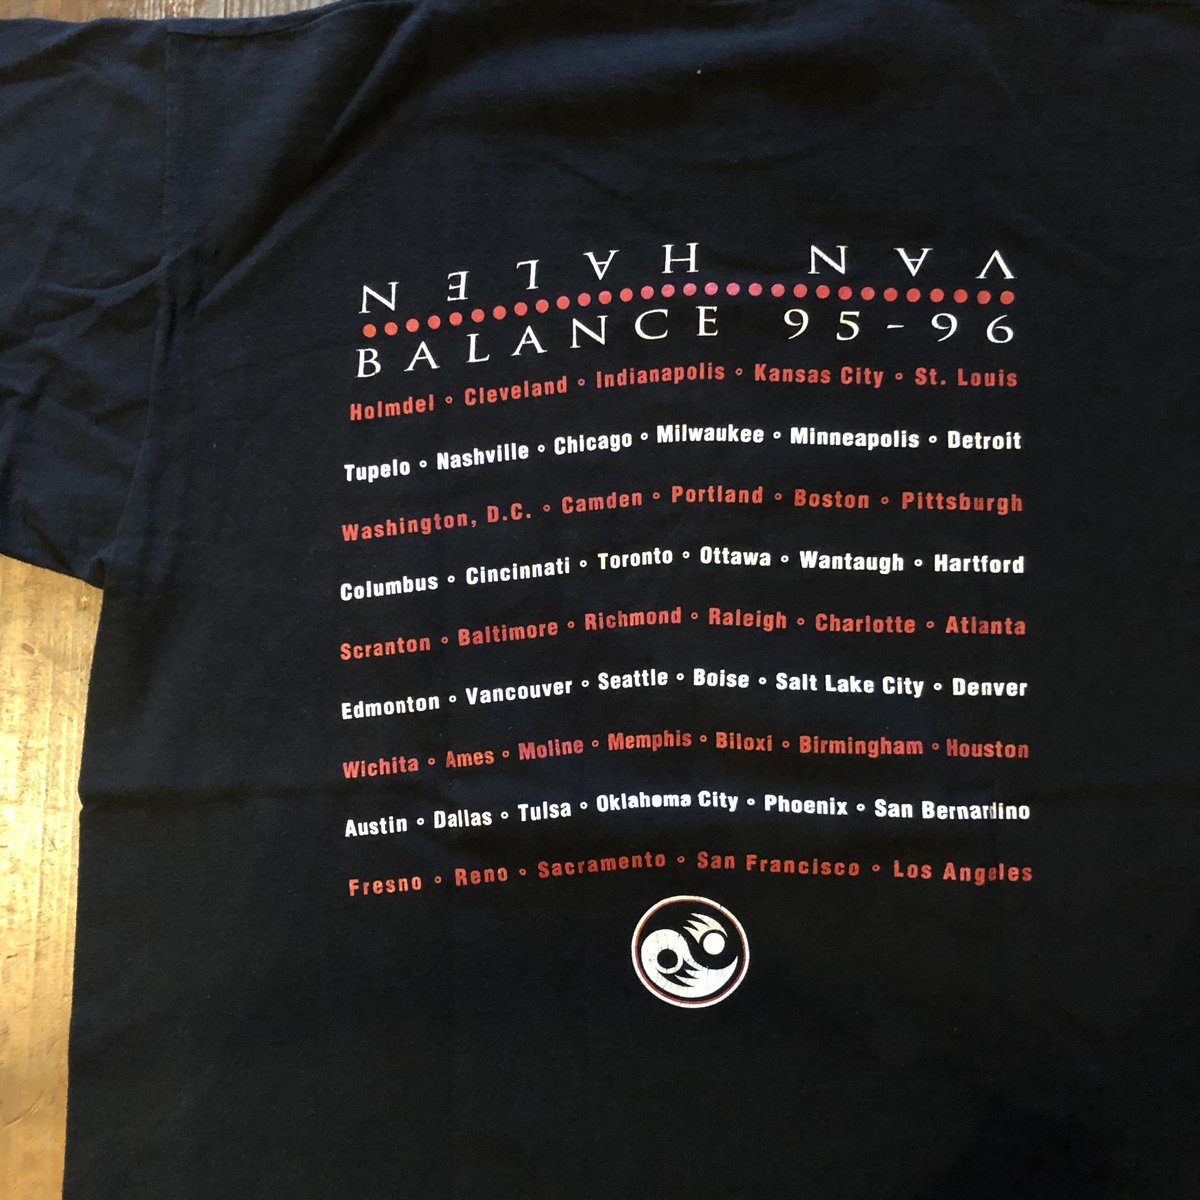 VAN HALEN
BALANCE 95-96
Holmdel ∘ Cleveland ∘ Indianapolis ∘ Kansas City ∘ St. Louis
Tupelo ∘ Nashville ∘ Chicago ∘ Milwaukee ∘ Minneapolis ∘ Detroit
Washington, D.C. ∘ Camden ∘ Portland ∘ Boston ∘ Pittsburgh
Columbus ∘ Cincinnati ∘ Toronto ∘ Ottawa ∘ Wantaugh ∘ Hartford
Scranton ∘ Baltimore ∘ Richmond ∘ Raleigh ∘ Charlotte ∘ Atlanta
Edmonton ∘ Vancouver ∘ Seattle ∘ Boise ∘ Salt Lake City ∘ Denver
Wichita ∘ Ames ∘ Moline ∘ Memphis ∘ Biloxi ∘ Birmingham ∘ Houston
Austin ∘ Dallas ∘ Tulsa ∘ Oklahoma City ∘ Phoenix ∘ San Bernardino
Fresno ∘ Reno ∘ Sacramento ∘ San Francisco ∘ Los Angeles